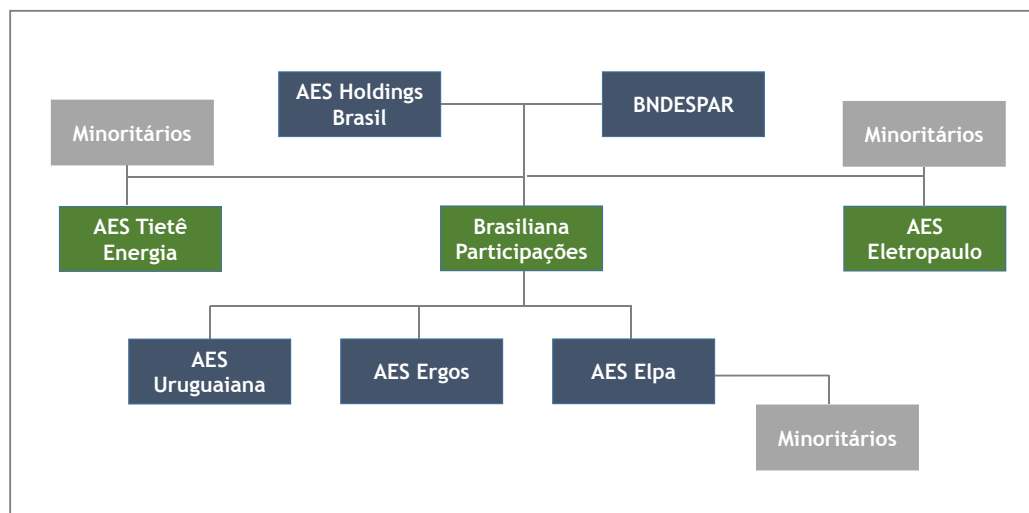 AES Holdings
Brasil
BNDESPAR
Minoritários
Minoritários
AES Tietê
Energia
Brasiliana
Participações
AES
Eletropaulo
AES
Uruguaiana
AES Ergos
AES Elpa
Minoritários